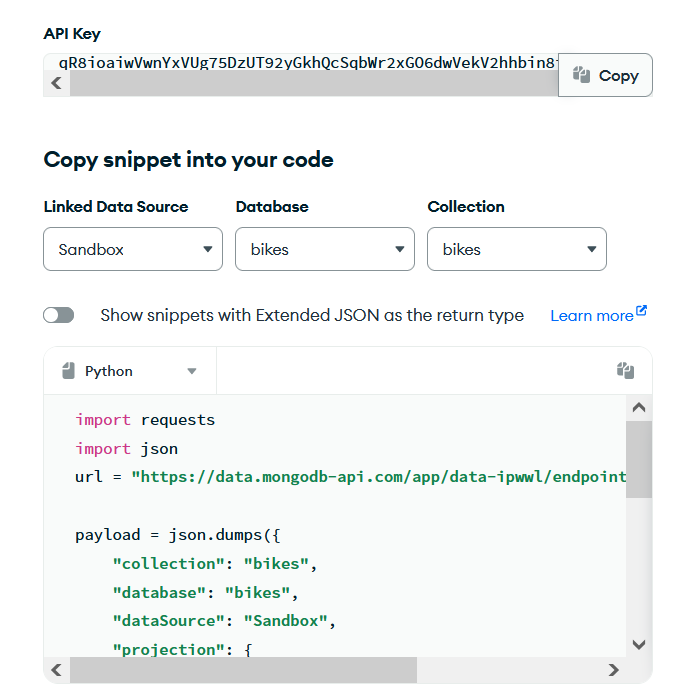 API Key
Copy
Copy snippet into your code
Linked Data Source
Database
Collection
Sandbox
bikes
bikes
Show snippets with Extended JSON as the return type
Learn more
Python
import requests
import json
url = "https://data.mongodb-api.com/app/data-ipwwl/endpoint
payload = json.dumps({
"collection": "bikes",
"database": "bikes",
"dataSource": "Sandbox",
"projection": {